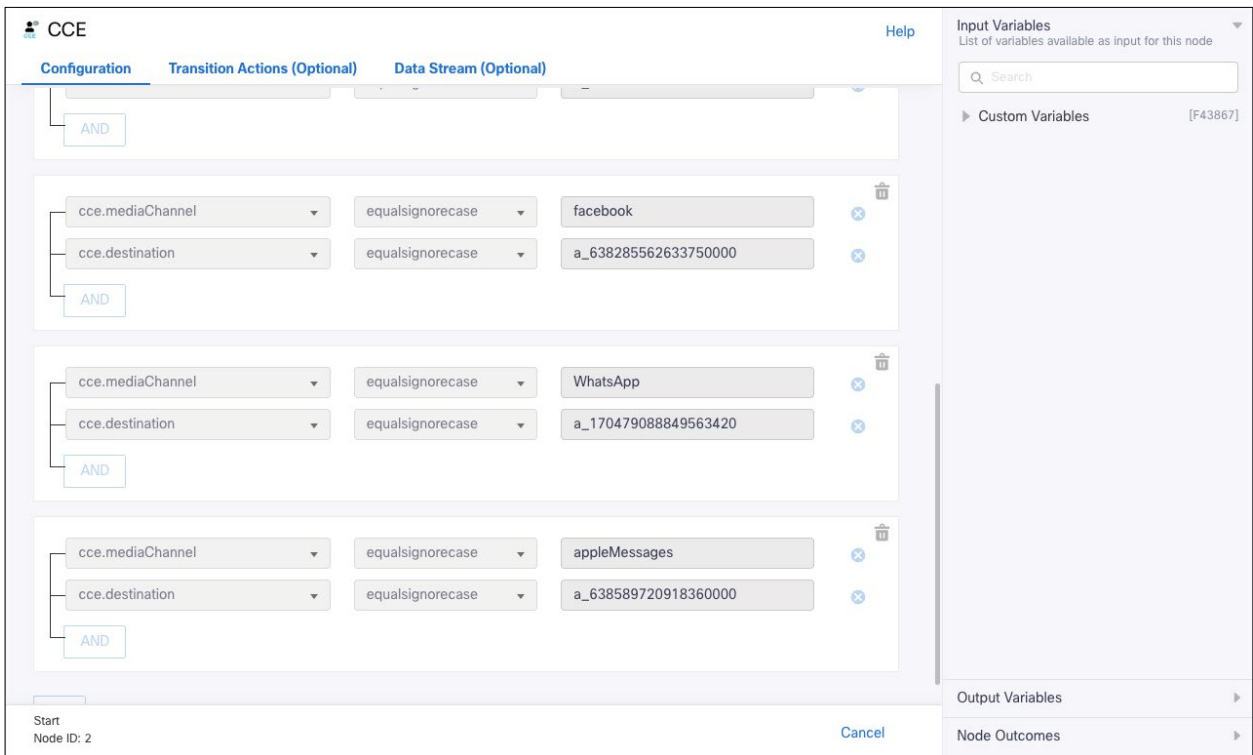 CCE
Help
Configuration Transition Actions (Optional) Data Stream (Optional)
AND
cce.mediaChannel equalsignorecase facebook
cce.destination equalsignorecase a_638285562633750000
AND
cce.mediaChannel equalsignorecase WhatsApp
cce.destination equalsignorecase a_170479088849563420
AND
cce.mediaChannel equalsignorecase appleMessages
cce.destination equalsignorecase a_638589720918360000
AND
Start
Node ID: 2
Cancel
Input Variables
List of variables available as input for this node
Search
Custom Variables [F43867]
Output Variables
Node Outcomes